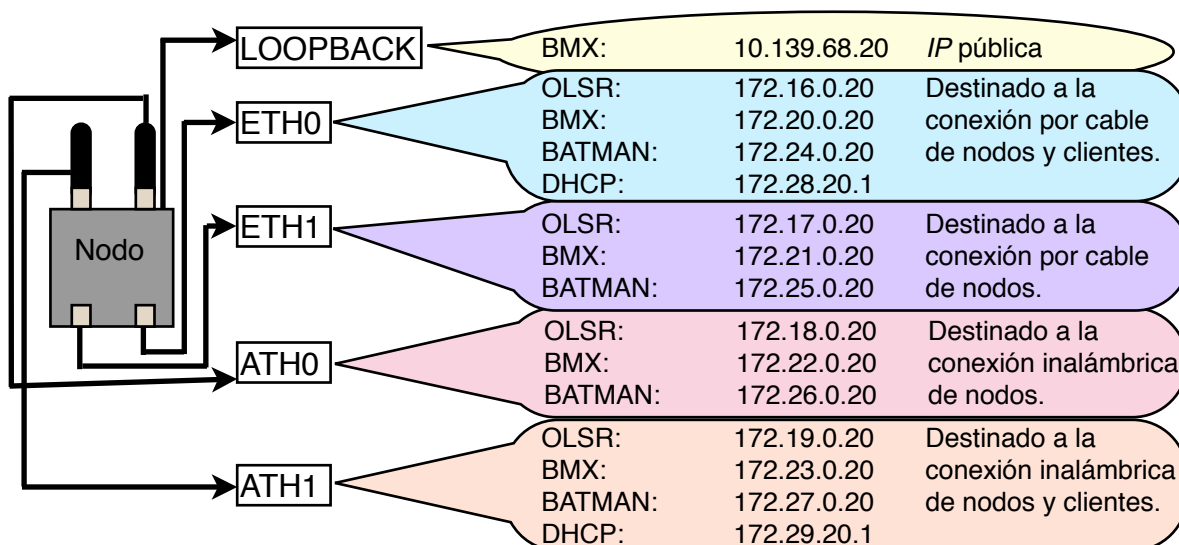 LOOPBACK
BMX: 10.139.68.20 IP pública
ETH0
OLSR: 172.16.0.20 Destinado a la
BMX: 172.20.0.20 conexión por cable
BATMAN: 172.24.0.20 de nodos y clientes.
DHCP: 172.28.20.1
ETH1
OLSR: 172.17.0.20 Destinado a la
BMX: 172.21.0.20 conexión por cable
BATMAN: 172.25.0.20 de nodos.
Nodo
ATH0
OLSR: 172.18.0.20 Destinado a la
BMX: 172.22.0.20 conexión inalámbrica
BATMAN: 172.26.0.20 de nodos.
ATH1
OLSR: 172.19.0.20 Destinado a la
BMX: 172.23.0.20 conexión inalámbrica
BATMAN: 172.27.0.20 de nodos y clientes.
DHCP: 172.29.20.1